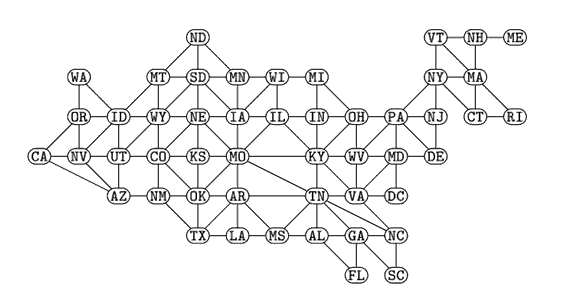 ND VT NH ME
WA MT SD MN WI MI NY MA
OR ID WY NE IA IL IN OH PA NJ CT RI
CA NV UT CO KS MO KY WV MD DE
AZ NM OK AR TN VA DC
TX LA MS AL GA NC
FL SC